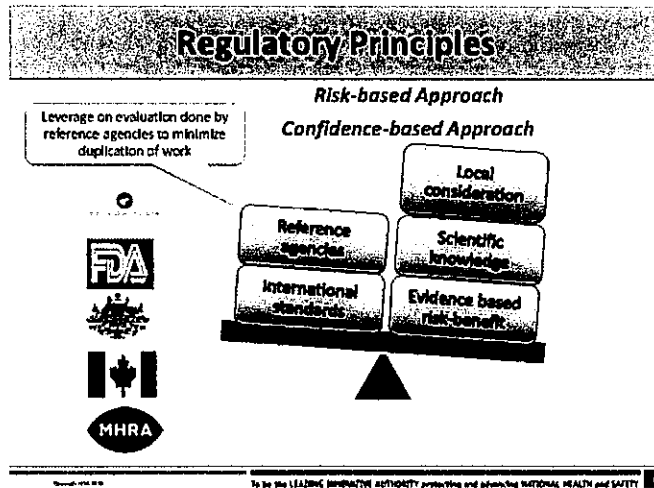 Regulatory Principles
Risk-based Approach
Leverage on evaluation done by
reference agencies to minimize
duplication of work
Confidence-based Approach
Local
consideration
Reference
agencies
Scientific
knowledge
International
standards
Evidence based
risk-benefit
FDA
MHRA
To be the LEADING INNOVATIVE AUTHORITY protecting and advancing NATIONAL HEALTH and SAFETY